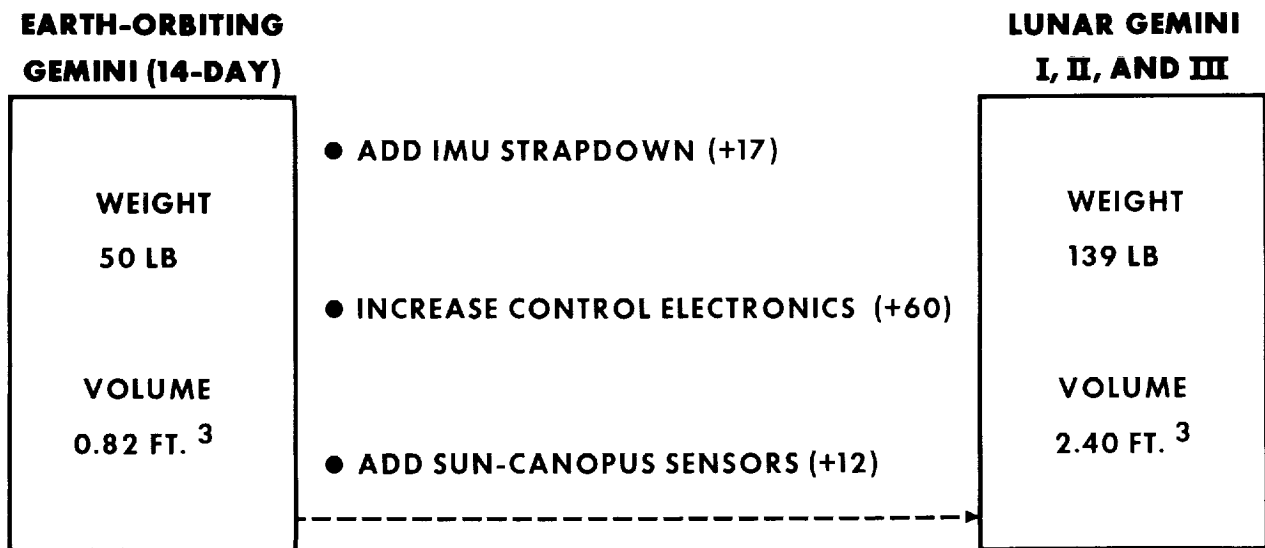 EARTH-ORBITING
GEMINI (14-DAY)
WEIGHT
50 LB
VOLUME
0.82 FT. 3
● ADD IMU STRAPDOWN (+17)
● INCREASE CONTROL ELECTRONICS (+60)
● ADD SUN-CANOPUS SENSORS (+12)
LUNAR GEMINI
I, II, AND III
WEIGHT
139 LB
VOLUME
2.40 FT. 3